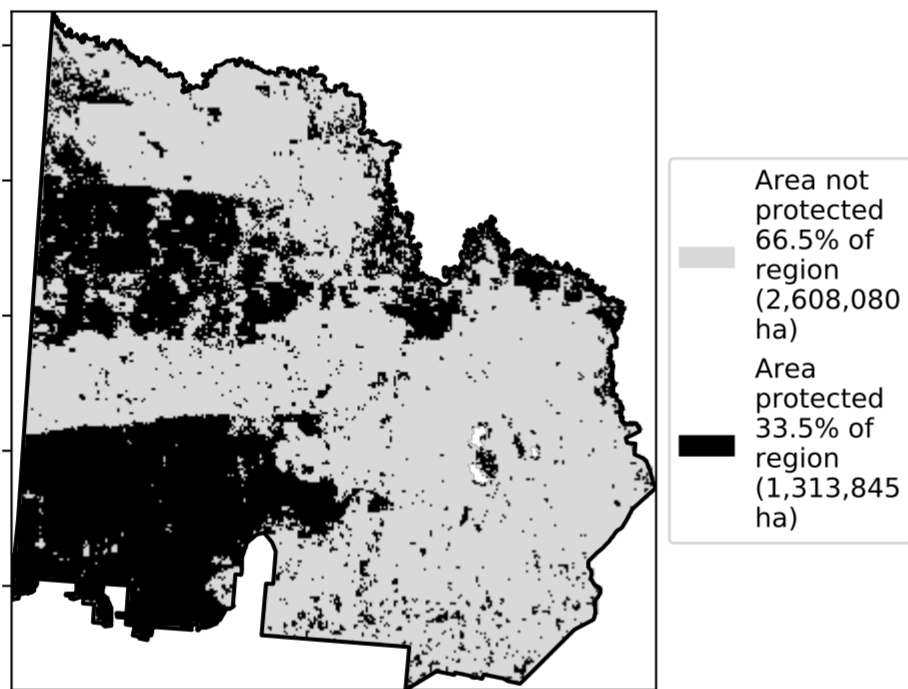 Area not
protected
66.5% of
region
(2,608,080
ha)
Area
protected
33.5% of
region
(1,313,845
ha)